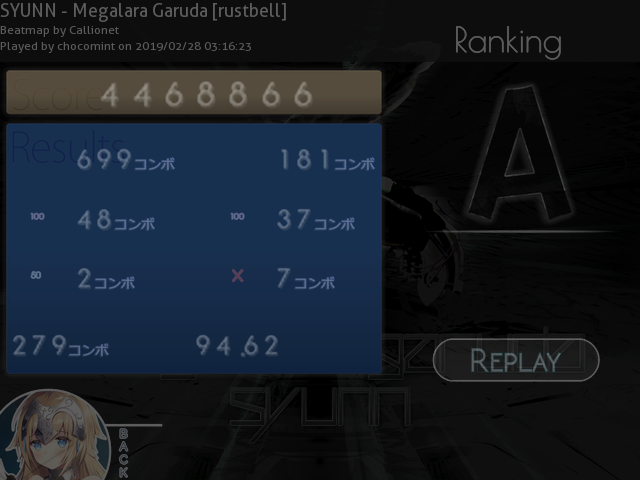 SYUNN - Megalara Garuda [rustbell]
Beatmap by Callionet
Played by chocomint on 2019/02/28 03:16:23
Ranking
Score
4468866
Results
699コンボ 181コンボ
100 48コンボ 100 37コンボ
50 2コンボ X 7コンボ
279コンボ 94.62
A
REPLAY
SYUNN
BACK